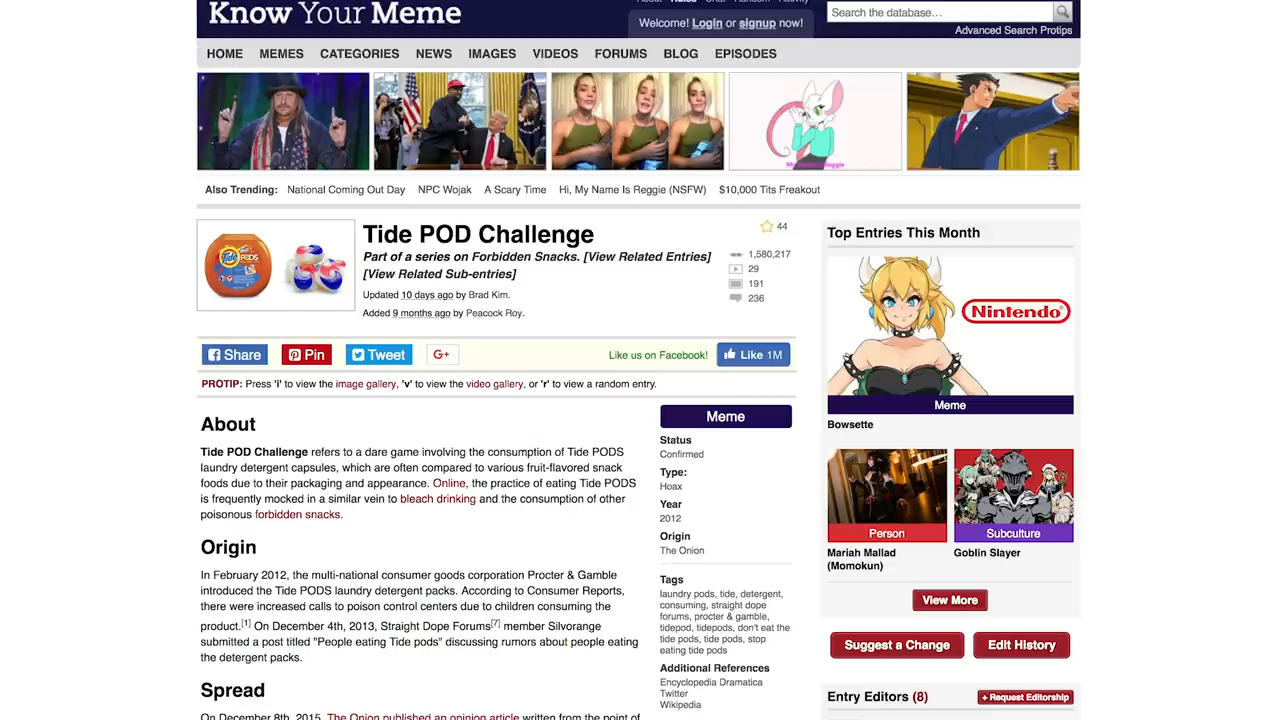 Know Your Meme
Welcome! Login or signup now!
Search the database...
Advanced Search Protips
HOME MEMES CATEGORIES NEWS IMAGES VIDEOS FORUMS BLOG EPISODES
Also Trending: National Coming Out Day NPC Wojak A Scary Time Hi, My Name Is Reggie (NSFW) $10,000 Tits Freakout
Tide POD Challenge
Part of a series on Forbidden Snacks. [View Related Entries]
[View Related Sub-entries]
Updated 10 days ago by Brad Kim.
Added 9 months ago by Peacock Roy.
44
1,580,217
29
191
236
Share
Pin
Tweet
G+
Like us on Facebook!
Like 1M
PROTIP: Press 'i' to view the image gallery, 'v' to view the video gallery, or 'r' to view a random entry.
About
Tide POD Challenge refers to a dare game involving the consumption of Tide PODS
laundry detergent capsules, which are often compared to various fruit-flavored snack
foods due to their packaging and appearance. Online, the practice of eating Tide PODS
is frequently mocked in a similar vein to bleach drinking and the consumption of other
poisonous forbidden snacks.
Origin
In February 2012, the multi-national consumer goods corporation Procter & Gamble
introduced the Tide PODS laundry detergent packs. According to Consumer Reports,
there were increased calls to poison control centers due to children consuming the
product.[1] On December 4th, 2013, Straight Dope Forums[7] member Silvorange
submitted a post titled "People eating Tide pods" discussing rumors about people eating
the detergent packs.
Spread
On December 8th, 2015, The Onion published an opinion article written from the point of
Meme
Status
Confirmed
Type:
Hoax
Year
2012
Origin
The Onion
Tags
laundry pods, tide, detergent,
consuming, straight dope
forums, procter & gamble,
tidepod, tidepods, don't eat the
tide pods, tide pods, stop
eating tide pods
Additional References
Encyclopedia Dramatica
Twitter
Wikipedia
Top Entries This Month
Nintendo
Meme
Bowsette
Person
Mariah Mallad
(Momokun)
Subculture
Goblin Slayer
View More
Suggest a Change
Edit History
Entry Editors (8)
+ Request Editorship